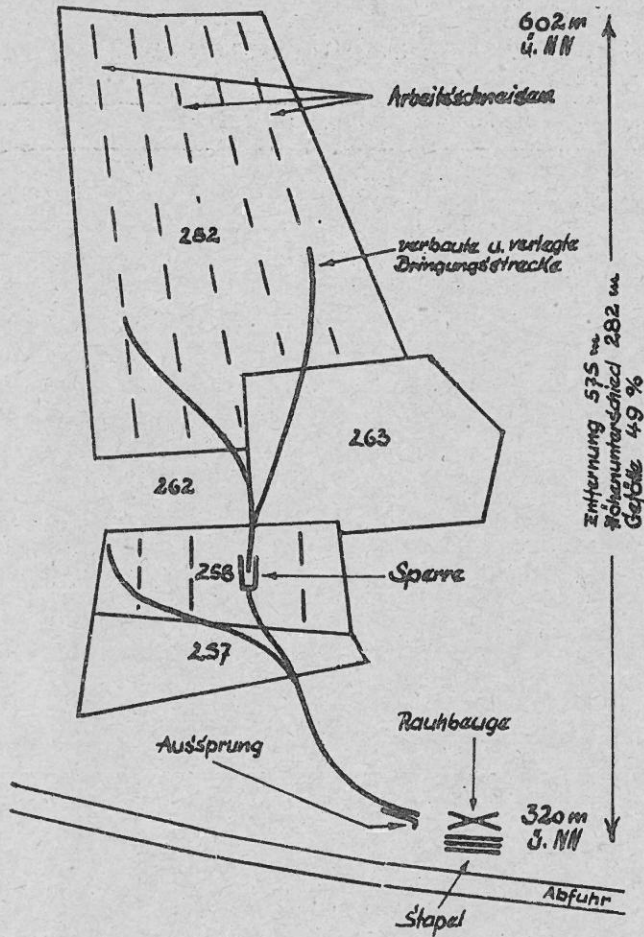 602 m
ü. NN
Arbeitsschneisen
282
verbaute u. verlegte
Bringungsstrecke
Entfernung 575 m
Höhenunterschied 282 m
Gefälle 49 %
263
262
258
Sperre
257
Rauhbeuge
Aussprung
320 m
ü. NN
Abfuhr
Stapel